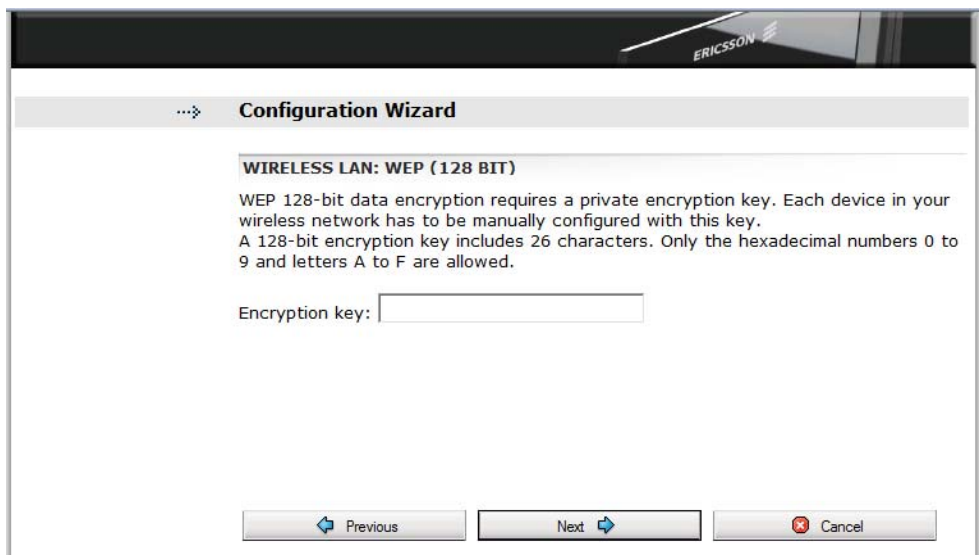 ERICSSON
Configuration Wizard
WIRELESS LAN: WEP (128 BIT)
WEP 128-bit data encryption requires a private encryption key. Each device in your
wireless network has to be manually configured with this key.
A 128-bit encryption key includes 26 characters. Only the hexadecimal numbers 0 to
9 and letters A to F are allowed.
Encryption key:
Previous
Next
Cancel